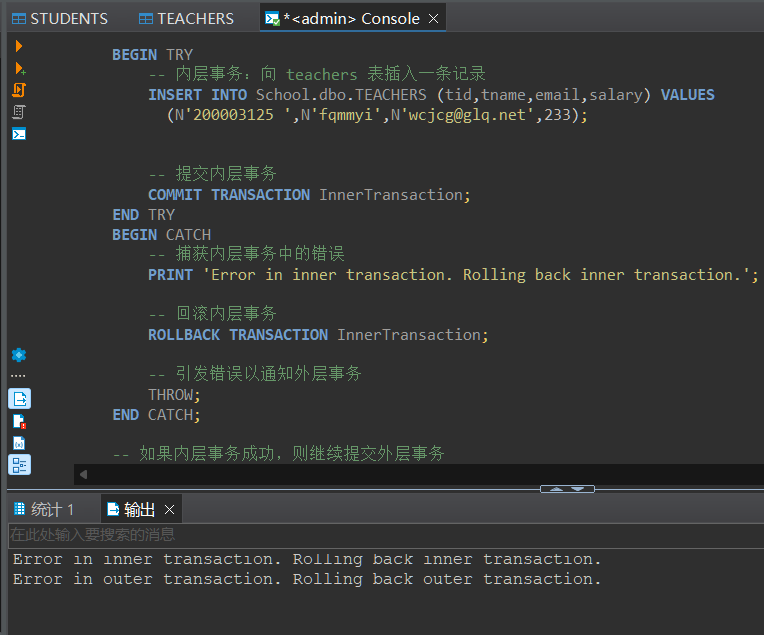 STUDENTS TEACHERS *<admin> Console
BEGIN TRY
-- 内层事务：向 teachers 表插入一条记录
INSERT INTO School.dbo.TEACHERS (tid,tname,email,salary) VALUES
(N'200003125 ',N'fqmmyi',N'wcjcg@glq.net',233);
-- 提交内层事务
COMMIT TRANSACTION InnerTransaction;
END TRY
BEGIN CATCH
-- 捕获内层事务中的错误
PRINT 'Error in inner transaction. Rolling back inner transaction.';
-- 回滚内层事务
ROLLBACK TRANSACTION InnerTransaction;
-- 引发错误以通知外层事务
THROW;
END CATCH;
-- 如果内层事务成功，则继续提交外层事务
统计 1 输出
在此处输入要搜索的消息
Error in inner transaction. Rolling back inner transaction.
Error in outer transaction. Rolling back outer transaction.